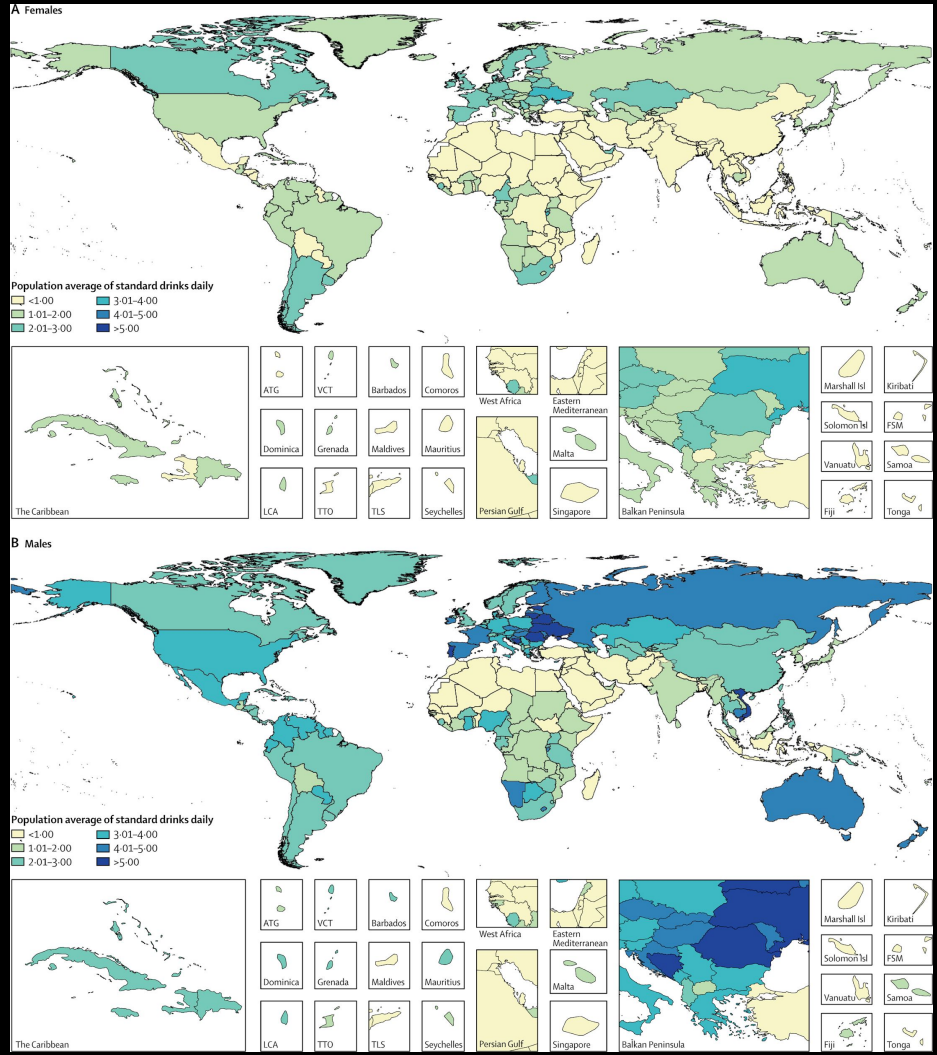 A Females
Population average of standard drinks daily
<1·00
1·01–2·00
2·01–3·00
3·01–4·00
4·01–5·00
>5·00
The Caribbean
ATG
VCT
Barbados
Comoros
Dominica
Grenada
Maldives
Mauritius
LCA
TTO
TLS
Seychelles
West Africa
Eastern
Mediterranean
Persian Gulf
Malta
Singapore
Balkan Peninsula
Marshall Isl
Kiribati
Solomon Isl
FSM
Vanuatu
Samoa
Fiji
Tonga
B Males
Population average of standard drinks daily
<1·00
1·01–2·00
2·01–3·00
3·01–4·00
4·01–5·00
>5·00
The Caribbean
ATG
VCT
Barbados
Comoros
Dominica
Grenada
Maldives
Mauritius
LCA
TTO
TLS
Seychelles
West Africa
Eastern
Mediterranean
Persian Gulf
Malta
Singapore
Balkan Peninsula
Marshall Isl
Kiribati
Solomon Isl
FSM
Vanuatu
Samoa
Fiji
Tonga